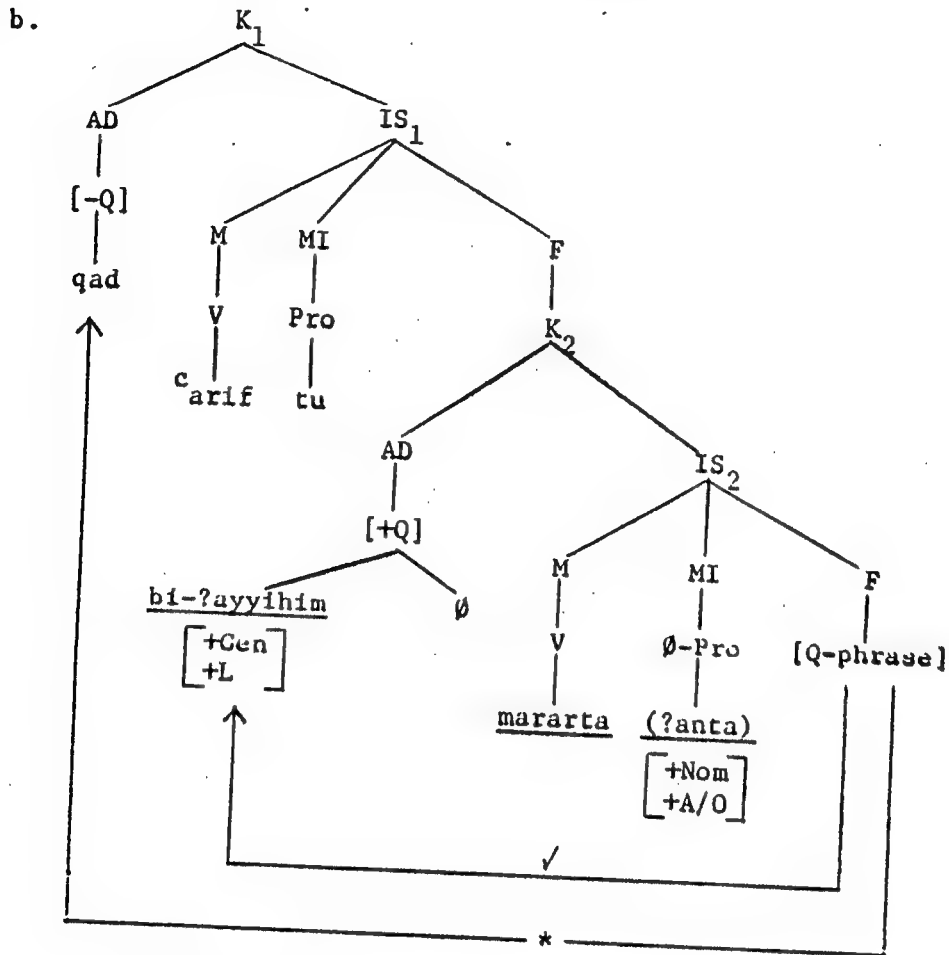 b.
K1
AD IS1
[-Q]
M MI F
qad
V Pro K2
ᶜarif tu
AD IS2
[+Q]
M MI F
bi-?ayyihim Ø
V Ø-Pro [Q-phrase]
[+Gen
+L]
mararta (?anta)
[+Nom
+A/O]
✓
*